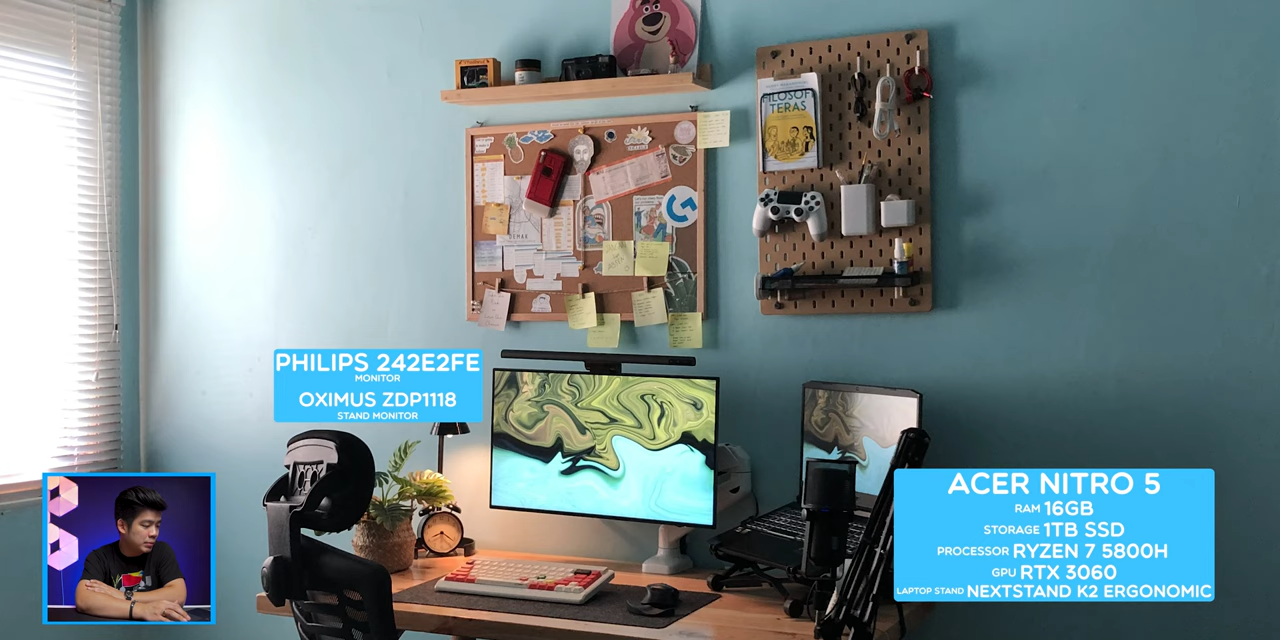 FILOSOFI
TERAS
DEMAK
PHILIPS 242E2FE
MONITOR
OXIMUS ZDP1118
STAND MONITOR
ACER NITRO 5
RAM 16GB
STORAGE 1TB SSD
PROCESSOR RYZEN 7 5800H
GPU RTX 3060
LAPTOP STAND NEXTSTAND K2 ERGONOMIC